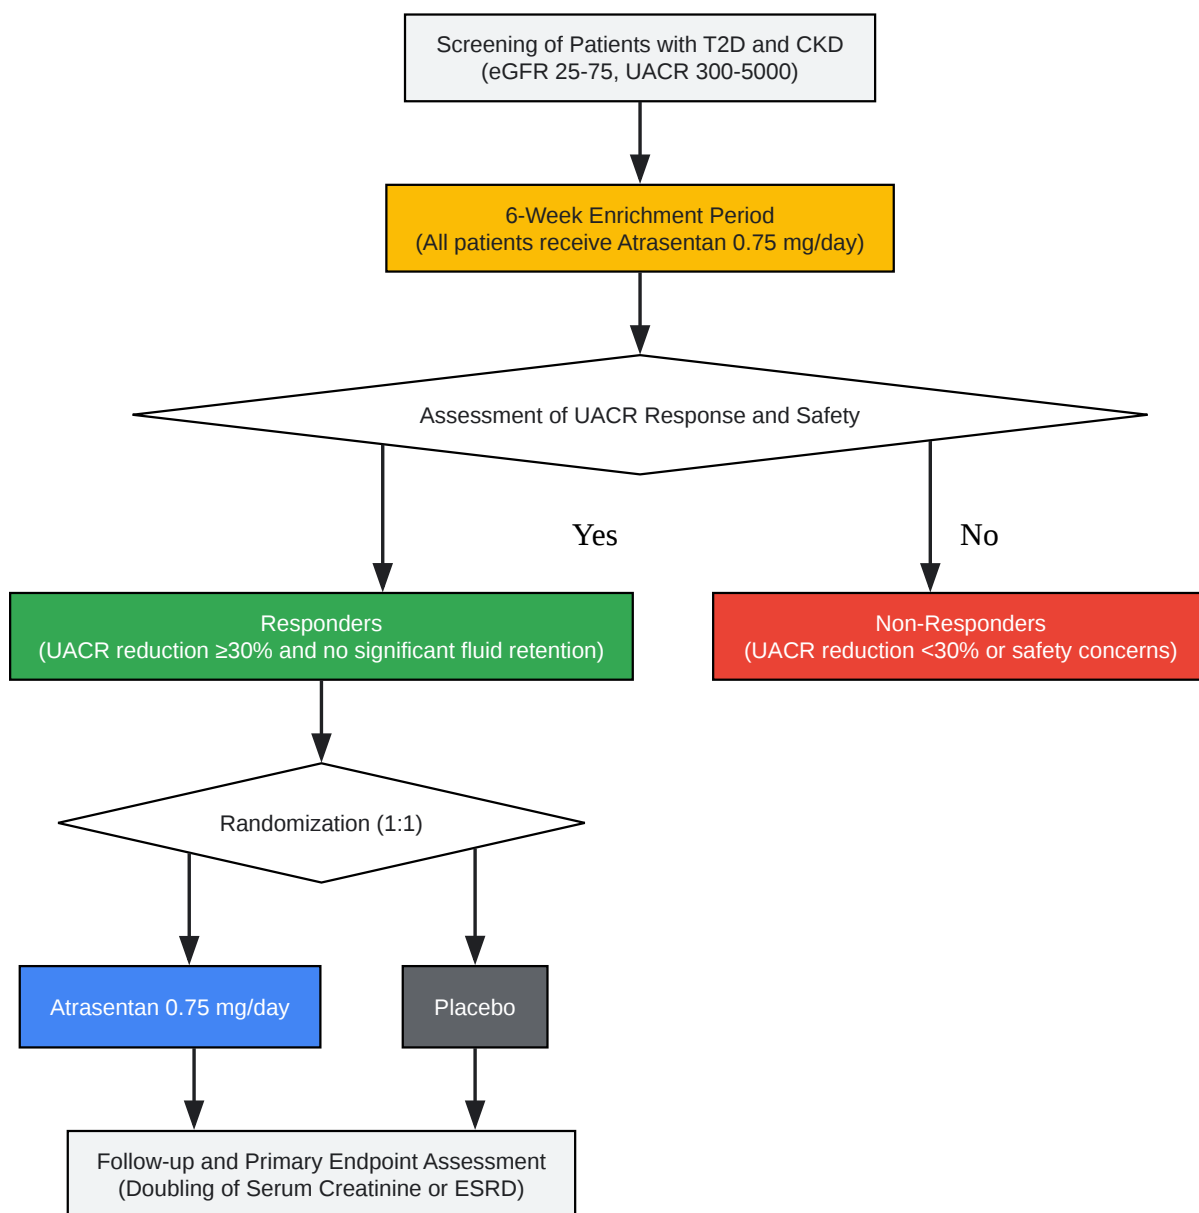 Screening of Patients with T2D and CKD
(eGFR 25-75, UACR 300-5000)
6-Week Enrichment Period
(All patients receive Atrasentan 0.75 mg/day)
Assessment of UACR Response and Safety
Yes
No
Responders
(UACR reduction ≥30% and no significant fluid retention)
Non-Responders
(UACR reduction <30% or safety concerns)
Randomization (1:1)
Atrasentan 0.75 mg/day
Placebo
Follow-up and Primary Endpoint Assessment
(Doubling of Serum Creatinine or ESRD)